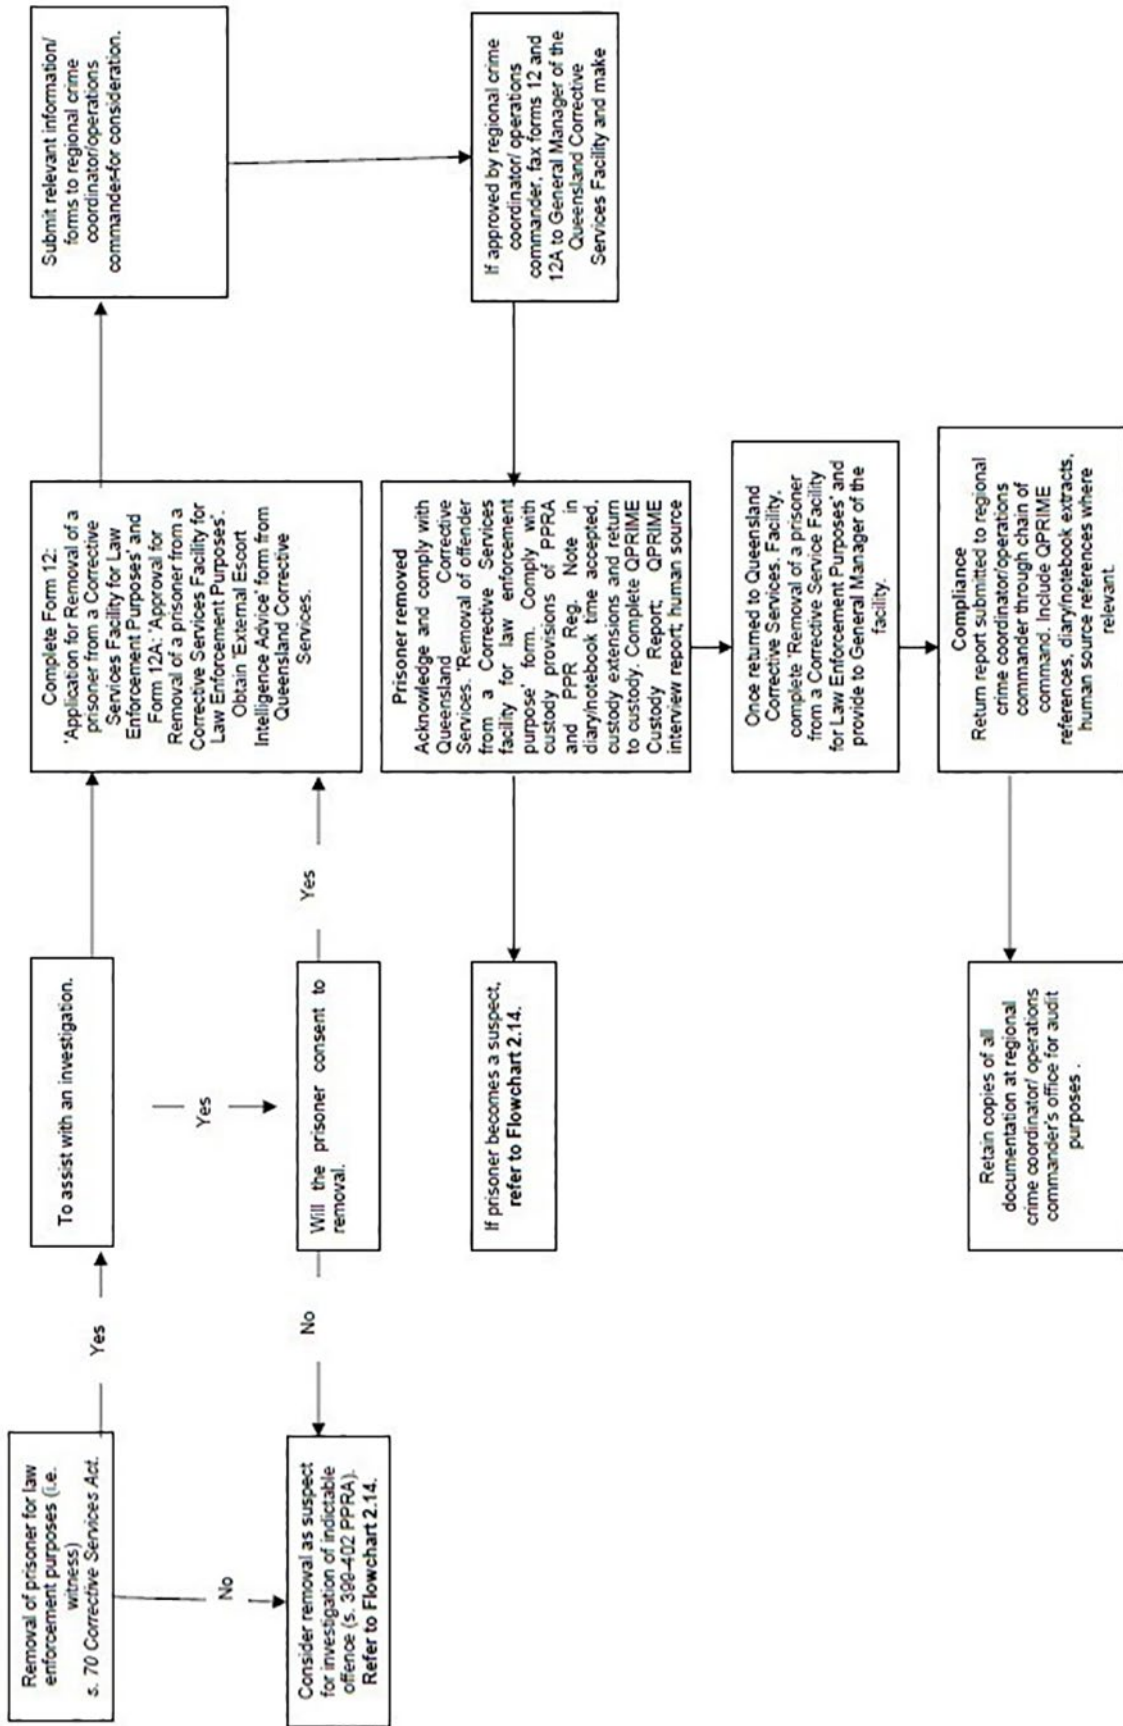 Removal of prisoner for law
enforcement purposes (i.e.
witness)
s. 70 Corrective Services Act.
Yes
To assist with an investigation.
Complete Form 12:
'Application for Removal of a
prisoner from a Corrective
Services Facility for Law
Enforcement Purposes' and
Form 12A: 'Approval for
Removal of a prisoner from a
Corrective Services Facility for
Law Enforcement Purposes'.
Obtain 'External Escort
Intelligence Advice' form from
Queensland Corrective
Services.
Submit relevant information/
forms to regional crime
coordinator/operations
commander-for consideration.
No
Yes
Consider removal as suspect
for investigation of indictable
offence (s. 399-402 PPRA).
Refer to Flowchart 2.14.
No
Will the prisoner consent to
removal.
Yes
If prisoner becomes a suspect,
refer to Flowchart 2.14.
Prisoner removed
Acknowledge and comply with
Queensland Corrective
Services. 'Removal of offender
from a Corrective Services
facility for law enforcement
purpose' form. Comply with
custody provisions of PPRA
and PPR Reg. Note in
diary/notebook time accepted,
custody extensions and return
to custody. Complete QPRIME
Custody Report; QPRIME
interview report; human source
If approved by regional crime
coordinator/ operations
commander, fax forms 12 and
12A to General Manager of the
Queensland Corrective
Services Facility and make
Once returned to Queensland
Corrective Services. Facility,
complete 'Removal of a prisoner
from a Corrective Service Facility
for Law Enforcement Purposes' and
provide to General Manager of the
facility.
Retain copies of all
documentation at regional
crime coordinator/ operations
commander's office for audit
purposes .
Compliance
Return report submitted to regional
crime coordinator/operations
commander through chain of
command. Include QPRIME
references, diary/notebook extracts,
human source references where
relevant.